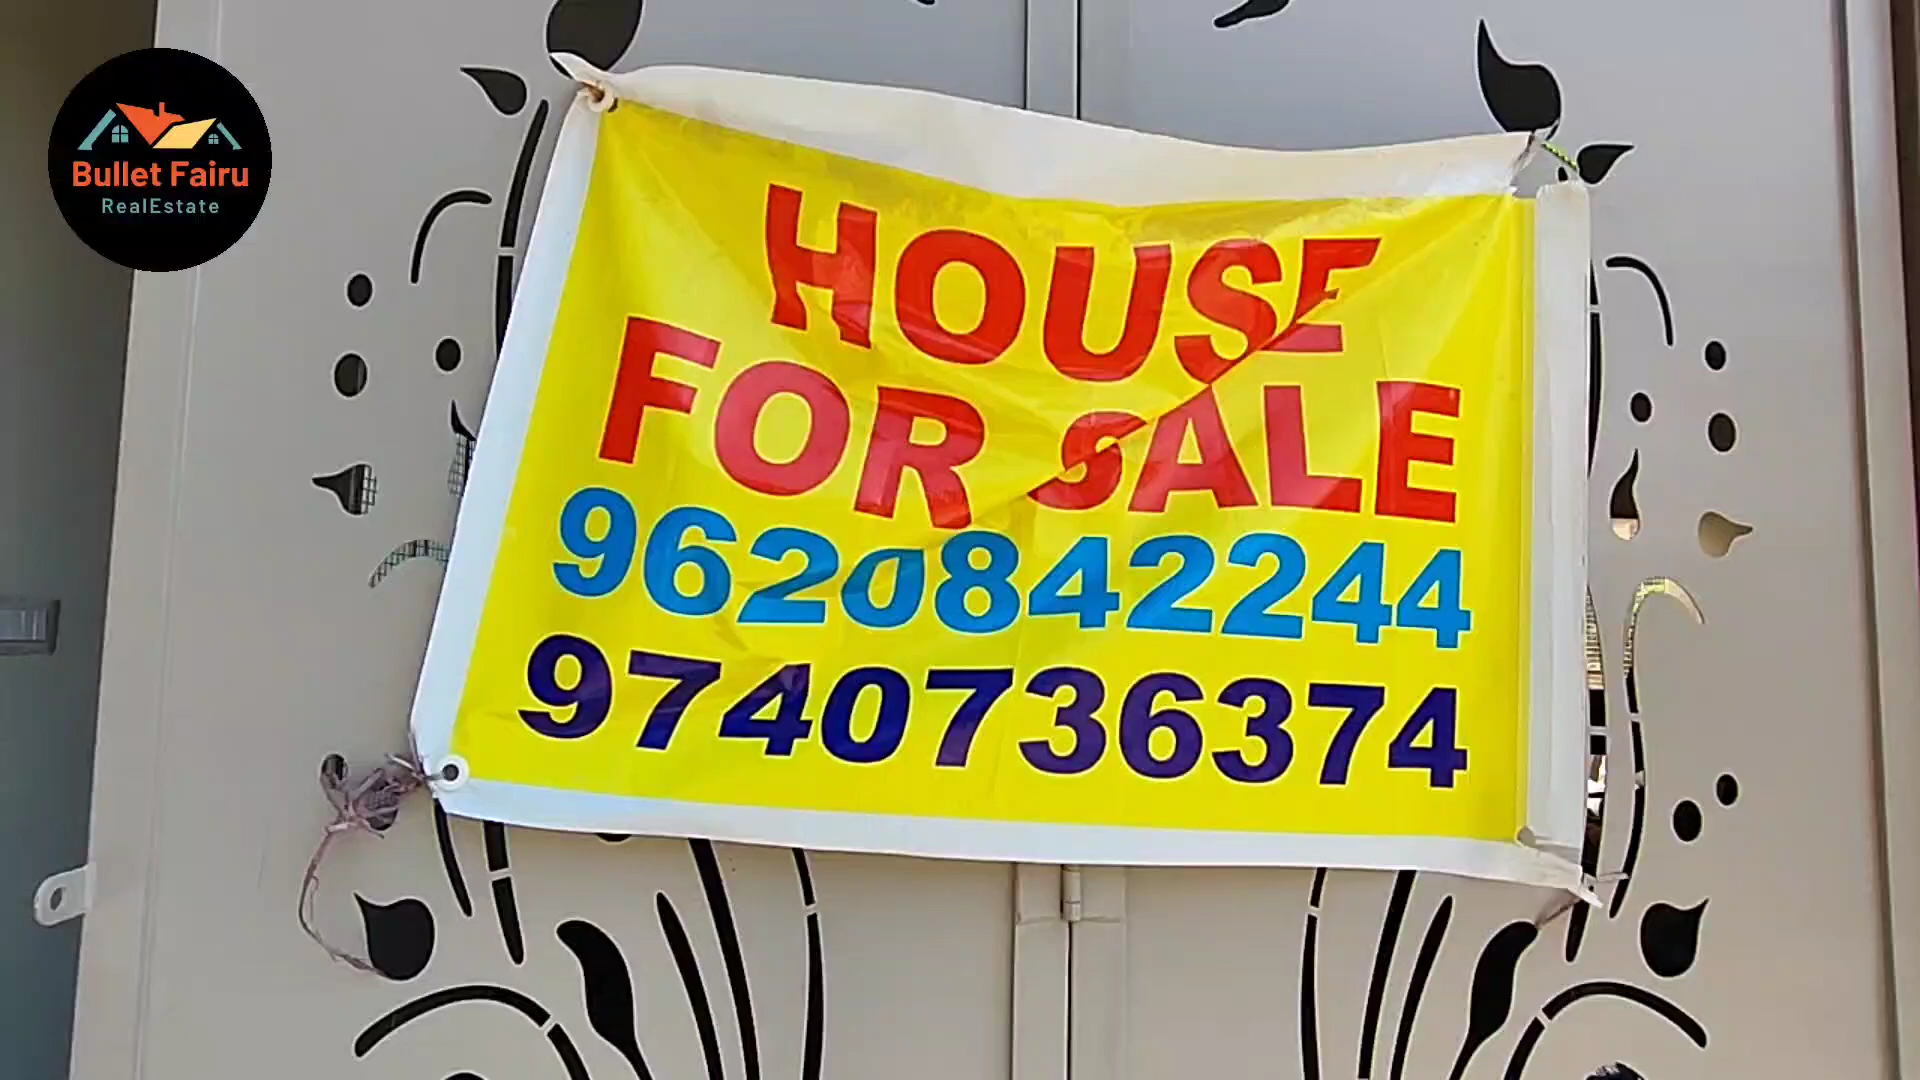 Bullet Fairu
RealEstate
HOUSE
FOR SALE
9620842244
9740736374